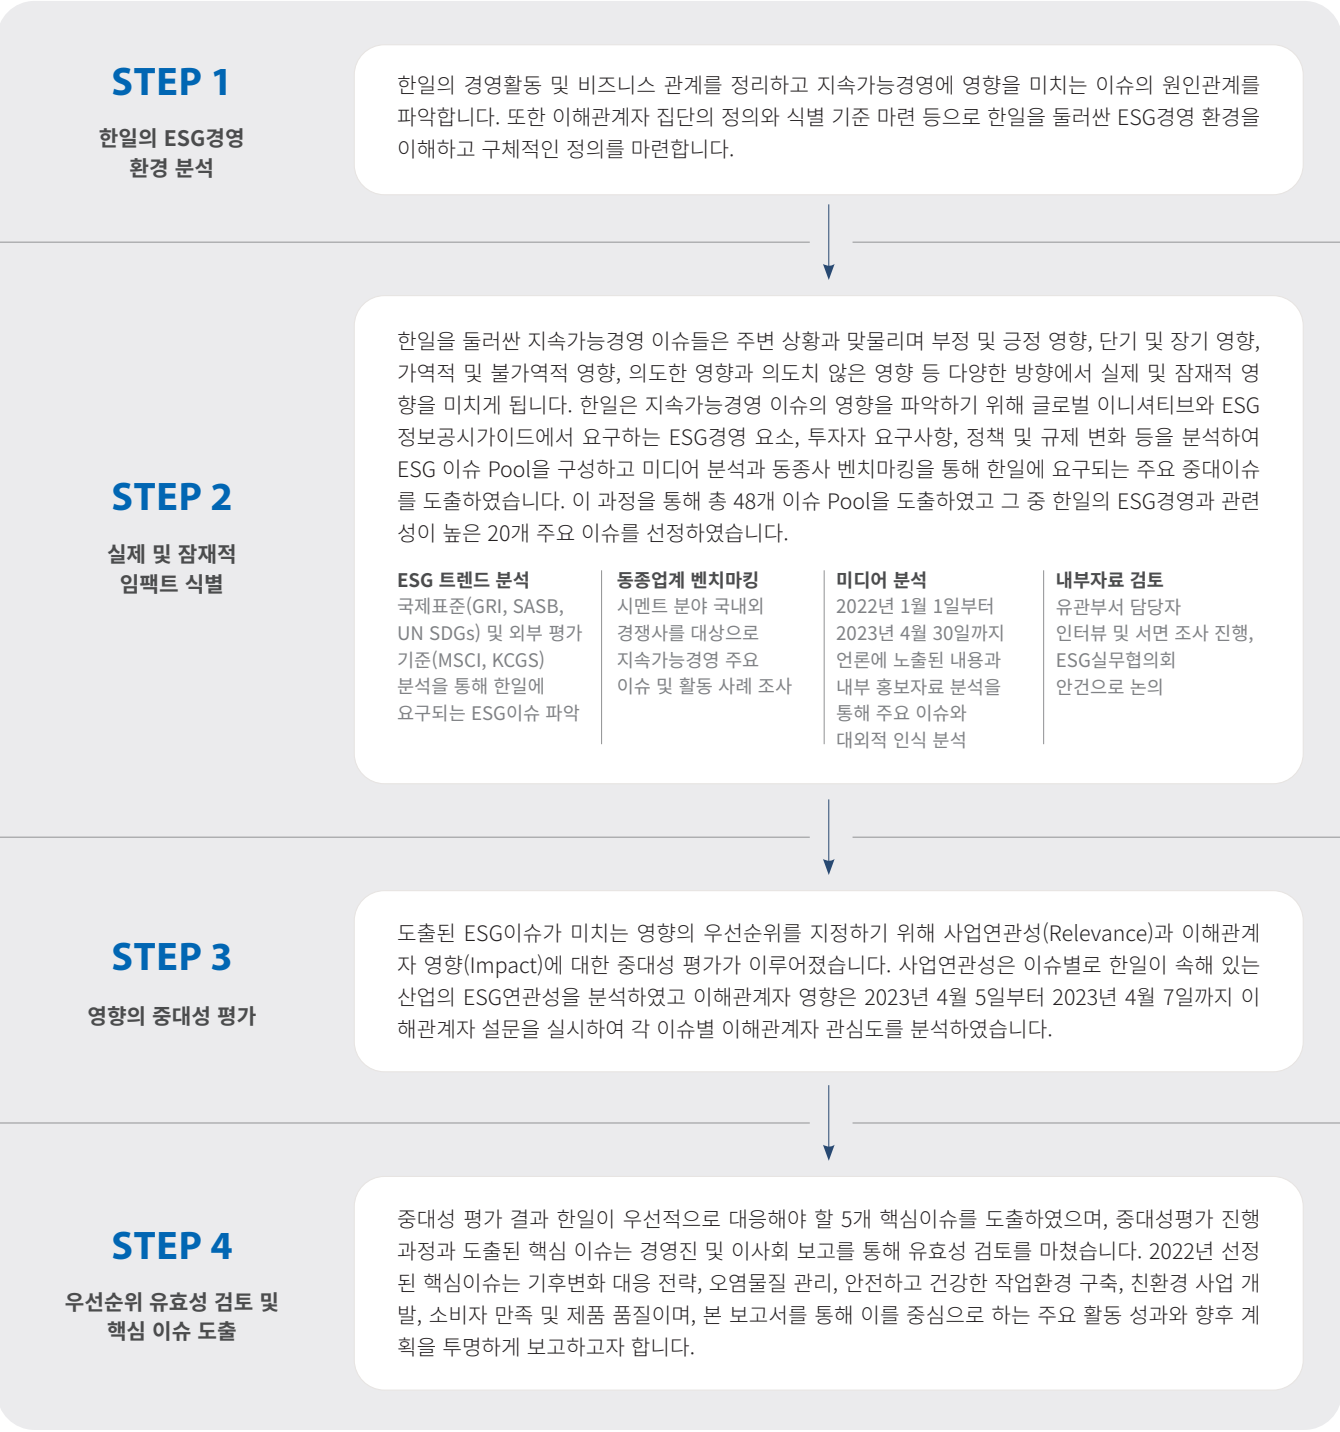 STEP 1
한일의 ESG경영
환경 분석
한일의 경영활동 및 비즈니스 관계를 정리하고 지속가능경영에 영향을 미치는 이슈의 원인관계를
파악합니다. 또한 이해관계자 집단의 정의와 식별 기준 마련 등으로 한일을 둘러싼 ESG경영 환경을
이해하고 구체적인 정의를 마련합니다.
STEP 2
실제 및 잠재적
임팩트 식별
한일을 둘러싼 지속가능경영 이슈들은 주변 상황과 맞물리며 부정 및 긍정 영향, 단기 및 장기 영향,
가역적 및 불가역적 영향, 의도한 영향과 의도치 않은 영향 등 다양한 방향에서 실제 및 잠재적 영
향을 미치게 됩니다. 한일은 지속가능경영 이슈의 영향을 파악하기 위해 글로벌 이니셔티브와 ESG
정보공시가이드에서 요구하는 ESG경영 요소, 투자자 요구사항, 정책 및 규제 변화 등을 분석하여
ESG 이슈 Pool을 구성하고 미디어 분석과 동종사 벤치마킹을 통해 한일에 요구되는 주요 중대이슈
를 도출하였습니다. 이 과정을 통해 총 48개 이슈 Pool을 도출하였고 그 중 한일의 ESG경영과 관련
성이 높은 20개 주요 이슈를 선정하였습니다.
ESG 트렌드 분석
국제표준(GRI, SASB,
UN SDGs) 및 외부 평가
기준(MSCI, KCGS)
분석을 통해 한일에
요구되는 ESG이슈 파악
동종업계 벤치마킹
시멘트 분야 국내외
경쟁사를 대상으로
지속가능경영 주요
이슈 및 활동 사례 조사
미디어 분석
2022년 1월 1일부터
2023년 4월 30일까지
언론에 노출된 내용과
내부 홍보자료 분석을
통해 주요 이슈와
대외적 인식 분석
내부자료 검토
유관부서 담당자
인터뷰 및 서면 조사 진행,
ESG실무협의회
안건으로 논의
STEP 3
영향의 중대성 평가
도출된 ESG이슈가 미치는 영향의 우선순위를 지정하기 위해 사업연관성(Relevance)과 이해관계
자 영향(Impact)에 대한 중대성 평가가 이루어졌습니다. 사업연관성은 이슈별로 한일이 속해 있는
산업의 ESG연관성을 분석하였고 이해관계자 영향은 2023년 4월 5일부터 2023년 4월 7일까지 이
해관계자 설문을 실시하여 각 이슈별 이해관계자 관심도를 분석하였습니다.
STEP 4
우선순위 유효성 검토 및
핵심 이슈 도출
중대성 평가 결과 한일이 우선적으로 대응해야 할 5개 핵심이슈를 도출하였으며, 중대성평가 진행
과정과 도출된 핵심 이슈는 경영진 및 이사회 보고를 통해 유효성 검토를 마쳤습니다. 2022년 선정
된 핵심이슈는 기후변화 대응 전략, 오염물질 관리, 안전하고 건강한 작업환경 구축, 친환경 사업 개
발, 소비자 만족 및 제품 품질이며, 본 보고서를 통해 이를 중심으로 하는 주요 활동 성과와 향후 계
획을 투명하게 보고하고자 합니다.